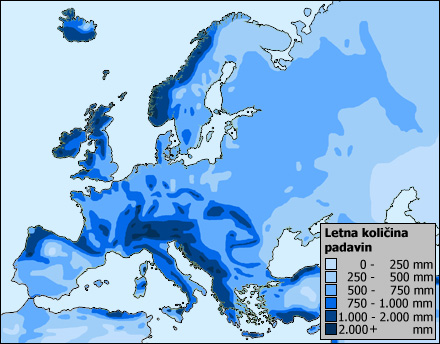 Letna količina
padavin
0 - 250 mm
250 - 500 mm
500 - 750 mm
750 - 1.000 mm
1.000 - 2.000 mm
2.000 + mm